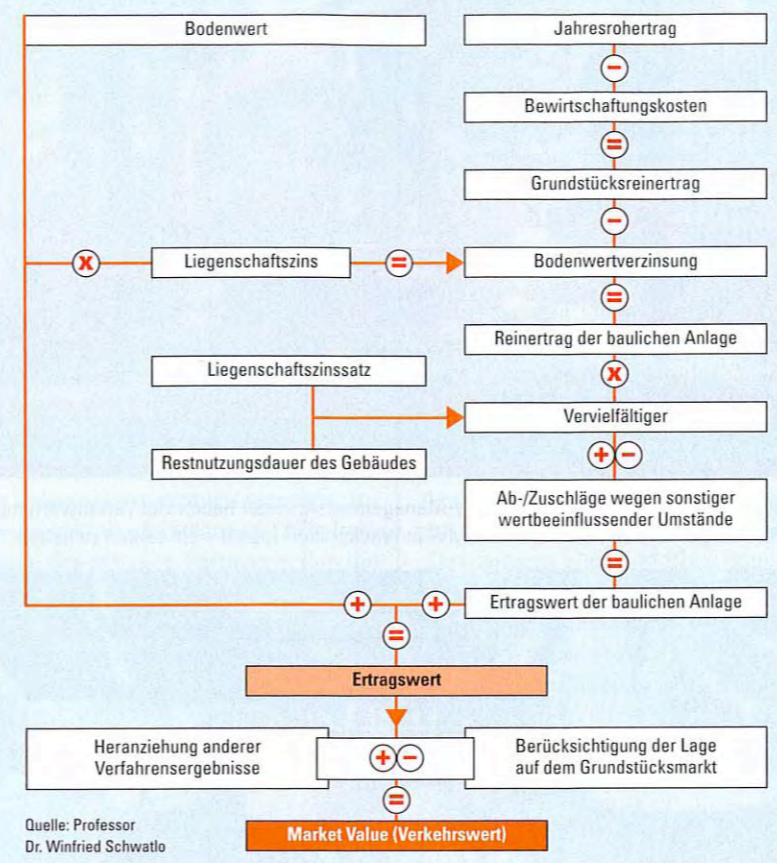 Bodenwert
Jahresrohertrag
−
Bewirtschaftungskosten
=
Grundstücksreinertrag
−
x
Liegenschaftszins
=
Bodenwertverzinsung
=
Reinertrag der baulichen Anlage
Liegenschaftszinssatz
x
Vervielfältiger
Restnutzungsdauer des Gebäudes
+ −
Ab-/Zuschläge wegen sonstiger
wertbeeinflussender Umstände
=
+ +
Ertragswert der baulichen Anlage
=
Ertragswert
Heranziehung anderer
Verfahrensergebnisse
+ −
Berücksichtigung der Lage
auf dem Grundstücksmarkt
=
Quelle: Professor
Dr. Winfried Schwatlo
Market Value (Verkehrswert)